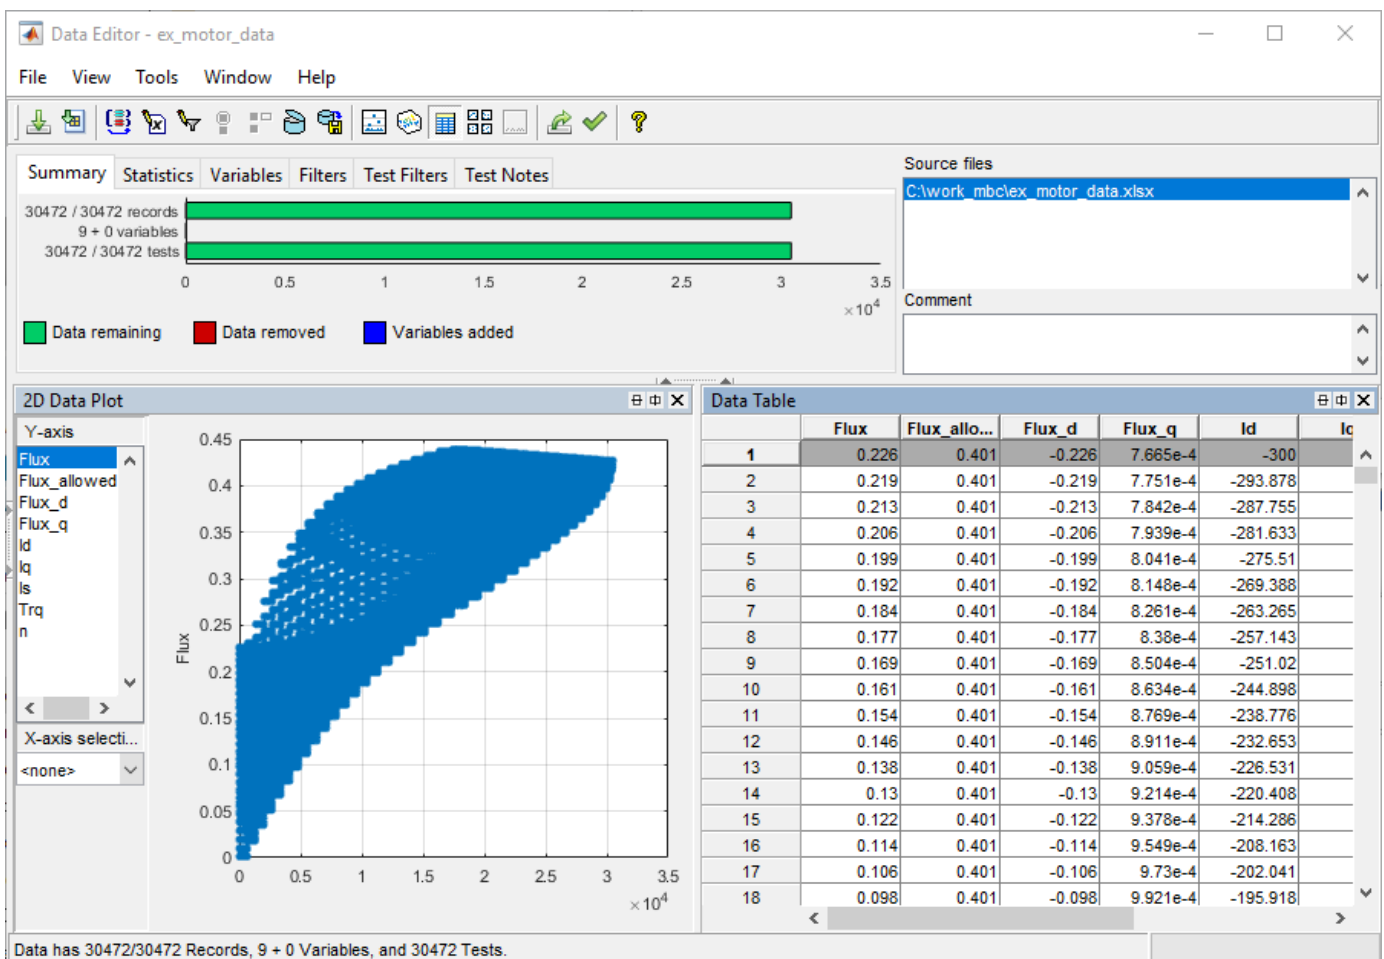 Data Editor - ex_motor_data
File View Tools Window Help
Summary Statistics Variables Filters Test Filters Test Notes
30472 / 30472 records
9 + 0 variables
30472 / 30472 tests
0 0.5 1 1.5 2 2.5 3 3.5
×10^4
Data remaining Data removed Variables added
Source files
C:\work_mbc\ex_motor_data.xlsx
Comment
2D Data Plot
Y-axis
Flux
Flux_allowed
Flux_d
Flux_q
Id
Iq
Is
Trq
n
X-axis selecti...
<none>
Flux
0.45
0.4
0.35
0.3
0.25
0.2
0.15
0.1
0.05
0
0 0.5 1 1.5 2 2.5 3 3.5
×10^4
Data Table
Flux Flux_allo... Flux_d Flux_q Id Iq
1 0.226 0.401 -0.226 7.665e-4 -300
2 0.219 0.401 -0.219 7.751e-4 -293.878
3 0.213 0.401 -0.213 7.842e-4 -287.755
4 0.206 0.401 -0.206 7.939e-4 -281.633
5 0.199 0.401 -0.199 8.041e-4 -275.51
6 0.192 0.401 -0.192 8.148e-4 -269.388
7 0.184 0.401 -0.184 8.261e-4 -263.265
8 0.177 0.401 -0.177 8.38e-4 -257.143
9 0.169 0.401 -0.169 8.504e-4 -251.02
10 0.161 0.401 -0.161 8.634e-4 -244.898
11 0.154 0.401 -0.154 8.769e-4 -238.776
12 0.146 0.401 -0.146 8.911e-4 -232.653
13 0.138 0.401 -0.138 9.059e-4 -226.531
14 0.13 0.401 -0.13 9.214e-4 -220.408
15 0.122 0.401 -0.122 9.378e-4 -214.286
16 0.114 0.401 -0.114 9.549e-4 -208.163
17 0.106 0.401 -0.106 9.73e-4 -202.041
18 0.098 0.401 -0.098 9.921e-4 -195.918
Data has 30472/30472 Records, 9 + 0 Variables, and 30472 Tests.